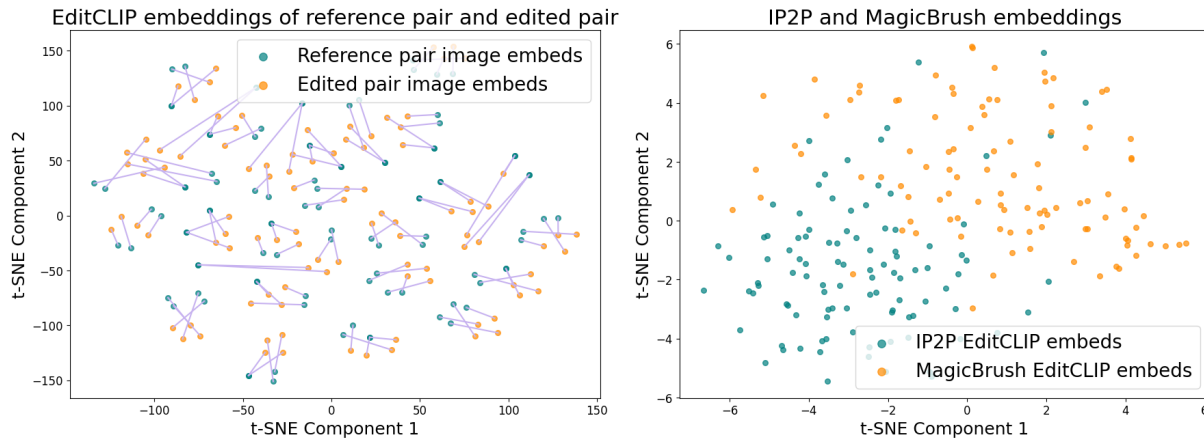 EditCLIP embeddings of reference pair and edited pair
Reference pair image embeds
Edited pair image embeds
150
100
50
0
−50
−100
−150
t-SNE Component 2
−100
−50
0
50
100
150
t-SNE Component 1
IP2P and MagicBrush embeddings
6
4
2
0
−2
−4
−6
t-SNE Component 2
IP2P EditCLIP embeds
MagicBrush EditCLIP embeds
−6
−4
−2
0
2
4
6
t-SNE Component 1